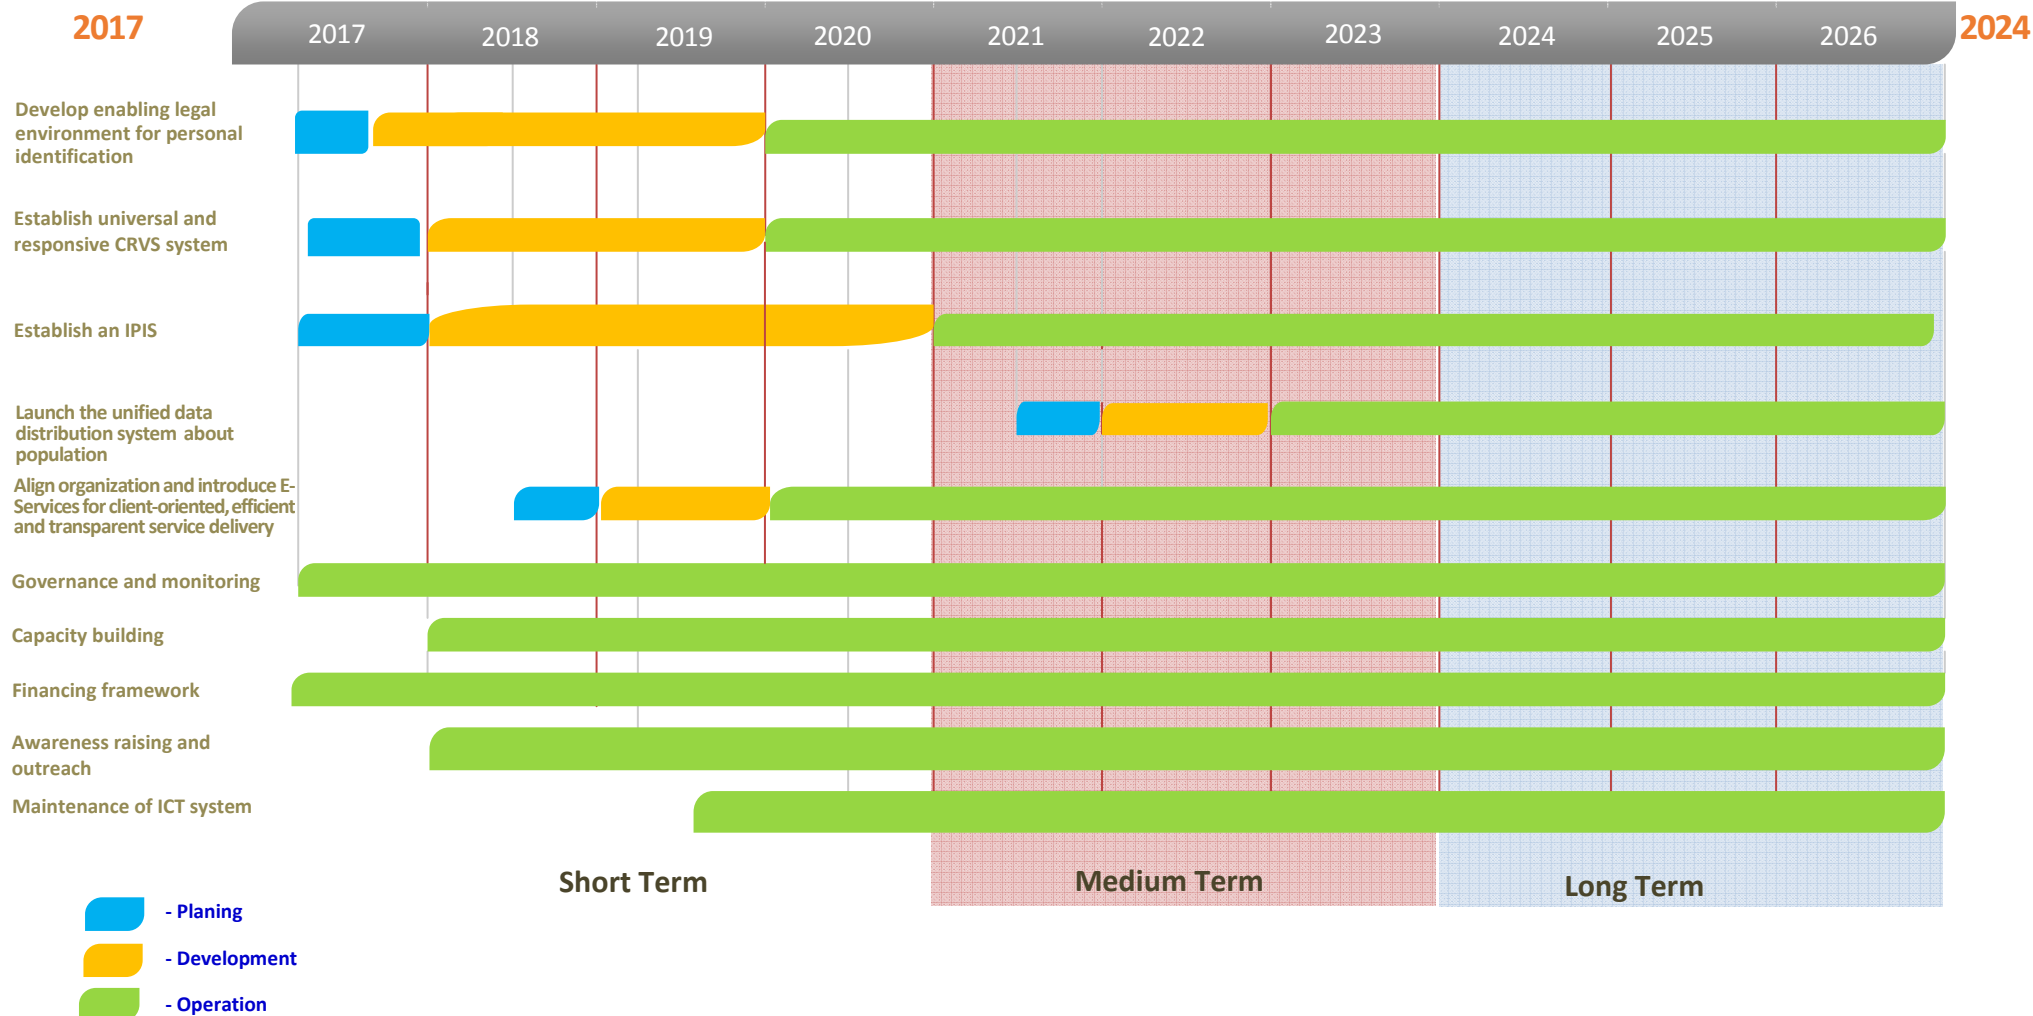 2017
2017
2018
2019
2020
2021
2022
2023
2024
2025
2026
2024
Develop enabling legal
environment for personal
identification
Establish universal and
responsive CRVS system
Establish an IPIS
Launch the unified data
distribution system about
population
Align organization and introduce E-
Services for client-oriented, efficient
and transparent service delivery
Governance and monitoring
Capacity building
Financing framework
Awareness raising and
outreach
Maintenance of ICT system
Short Term
Medium Term
Long Term
- Planing
- Development
- Operation